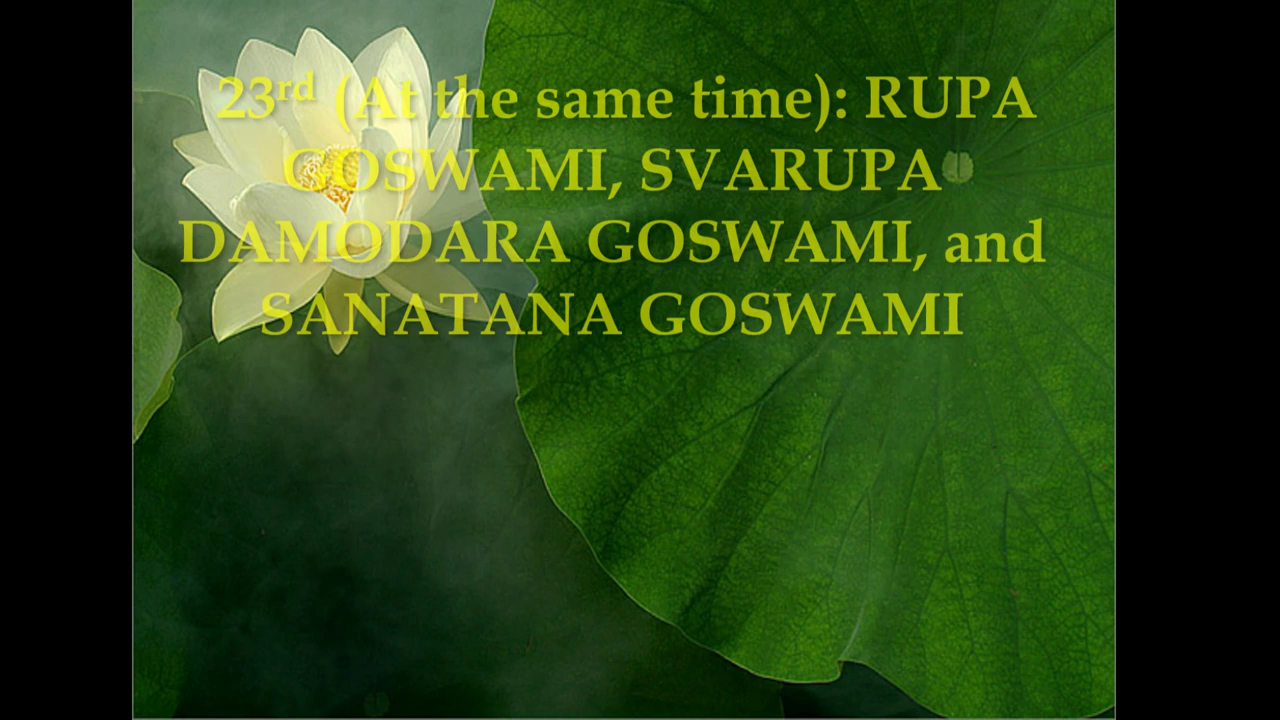 23rd (At the same time): RUPA
GOSWAMI, SVARUPA
DAMODARA GOSWAMI, and
SANATANA GOSWAMI